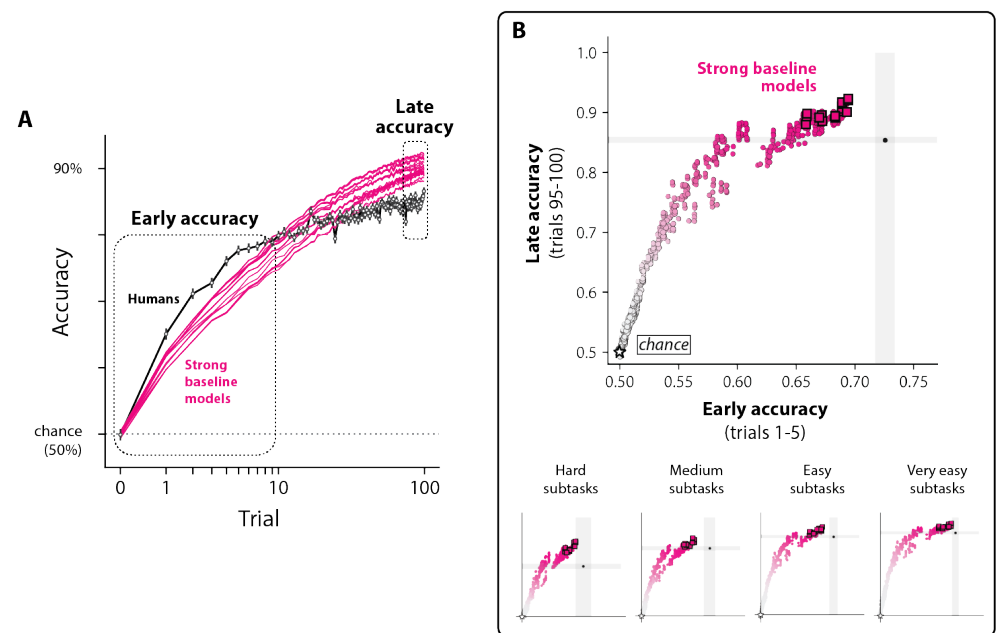 A
Late
accuracy
90%
Early accuracy
Accuracy
Humans
Strong
baseline
models
chance
(50%)
0
1
10
100
Trial
B
1.0
Strong baseline
models
0.9
Late accuracy
(trials 95-100)
0.8
0.7
0.6
0.5
chance
0.50
0.55
0.60
0.65
0.70
0.75
Early accuracy
(trials 1-5)
Hard
subtasks
Medium
subtasks
Easy
subtasks
Very easy
subtasks